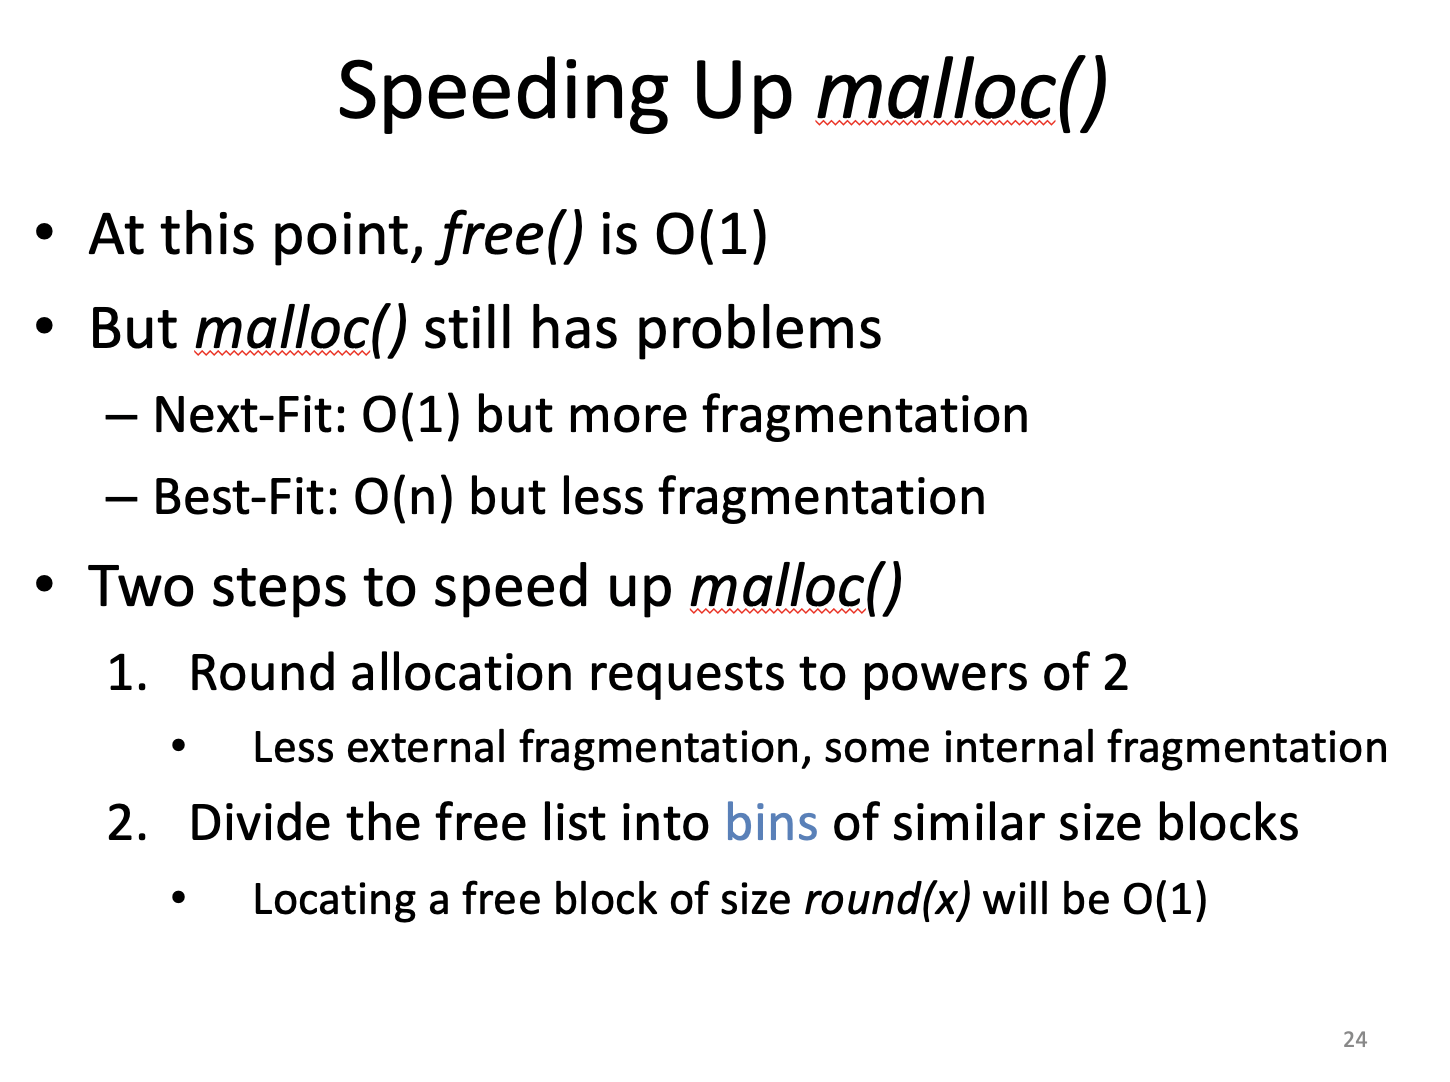 Speeding Up malloc()
• At this point, free() is O(1)
• But malloc() still has problems
– Next-Fit: O(1) but more fragmentation
– Best-Fit: O(n) but less fragmentation
• Two steps to speed up malloc()
1. Round allocation requests to powers of 2
• Less external fragmentation, some internal fragmentation
2. Divide the free list into bins of similar size blocks
• Locating a free block of size round(x) will be O(1)
24